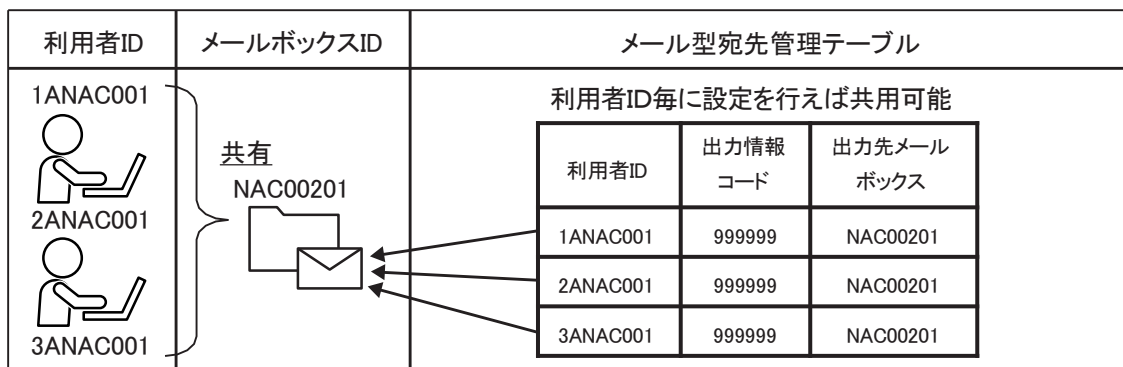 利用者ID
メールボックスID
メール型宛先管理テーブル
1ANAC001
2ANAC001
3ANAC001
共有
NAC00201
利用者ID毎に設定を行えば共用可能
利用者ID
出力情報
コード
出力先メール
ボックス
1ANAC001 999999 NAC00201
2ANAC001 999999 NAC00201
3ANAC001 999999 NAC00201